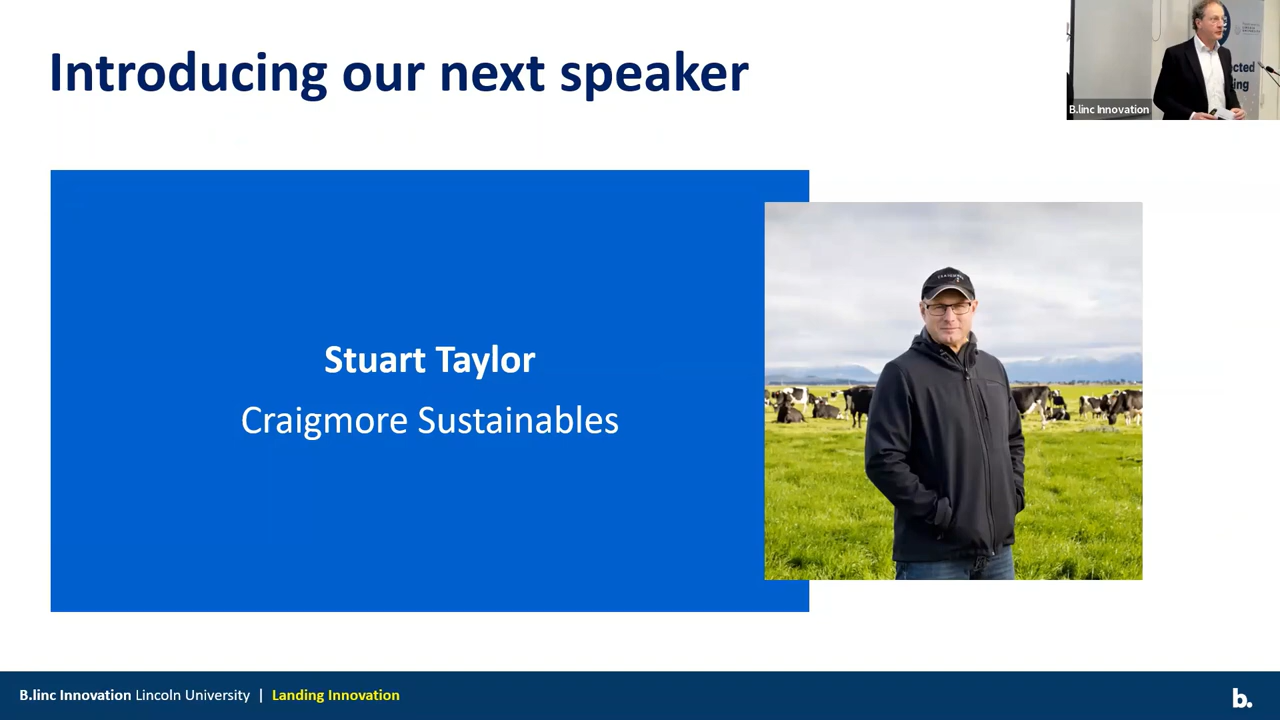 Introducing our next speaker
B.linc Innovation
Stuart Taylor
Craigmore Sustainables
B.linc Innovation Lincoln University | Landing Innovation
b.